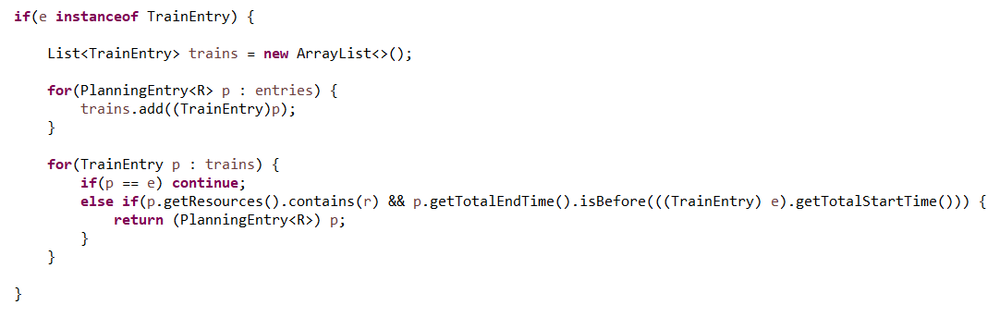 if(e instanceof TrainEntry) {
List<TrainEntry> trains = new ArrayList<>();
for(PlanningEntry<R> p : entries) {
trains.add((TrainEntry)p);
}
for(TrainEntry p : trains) {
if(p == e) continue;
else if(p.getResources().contains(r) && p.getTotalEndTime().isBefore(((TrainEntry) e).getTotalStartTime())) {
return (PlanningEntry<R>) p;
}
}
}